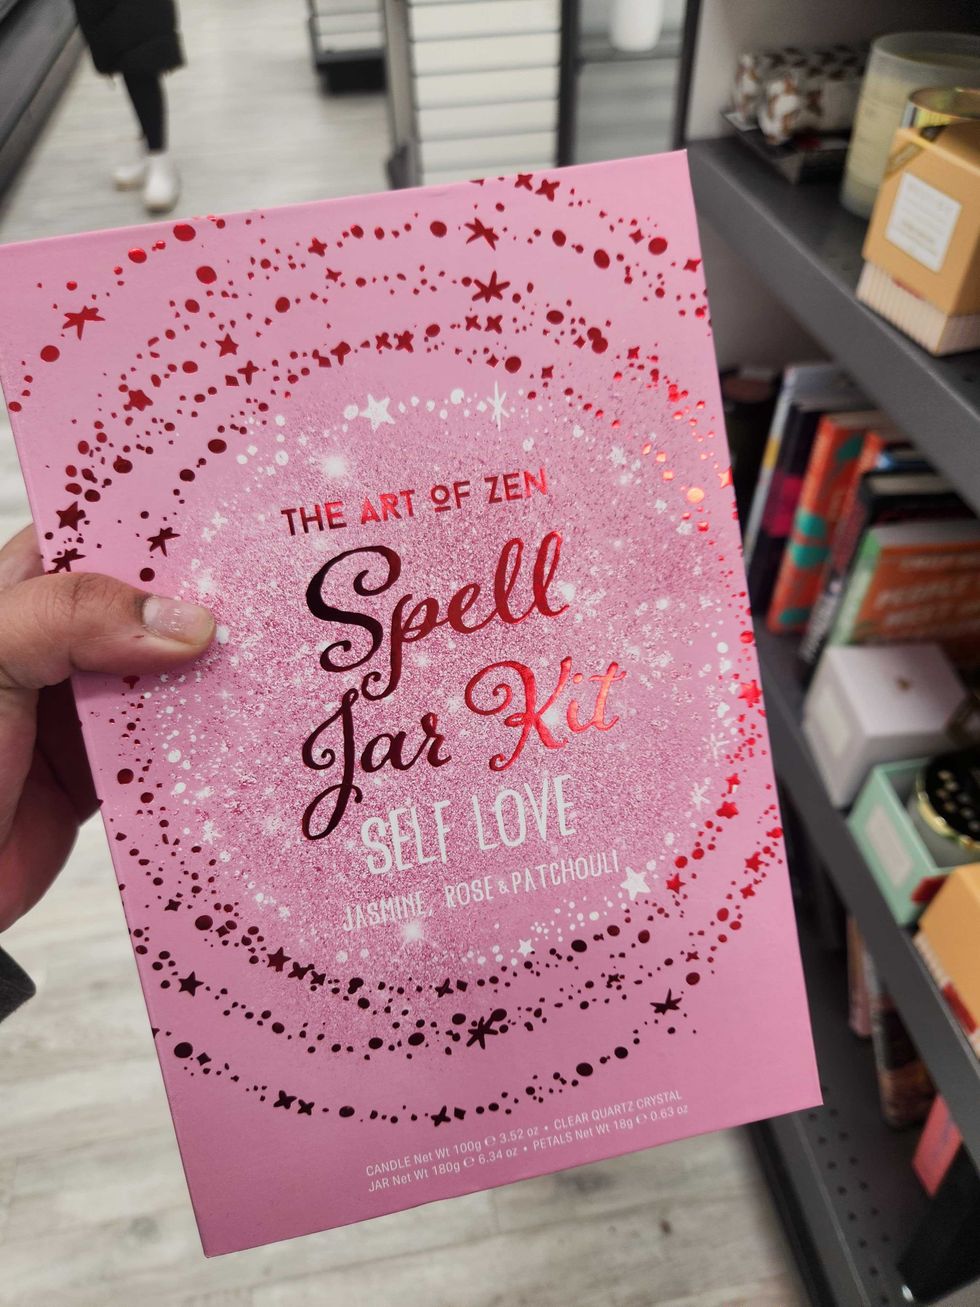 THE ART OF ZEN
Spell
Jar Kit
SELF LOVE
JASMINE, ROSE & PATCHOULI
CANDLE Net Wt 100g ℮ 3.52 oz • CLEAR QUARTZ CRYSTAL
JAR Net Wt 180g ℮ 6.34 oz • PETALS Net Wt 18g ℮ 0.63 oz